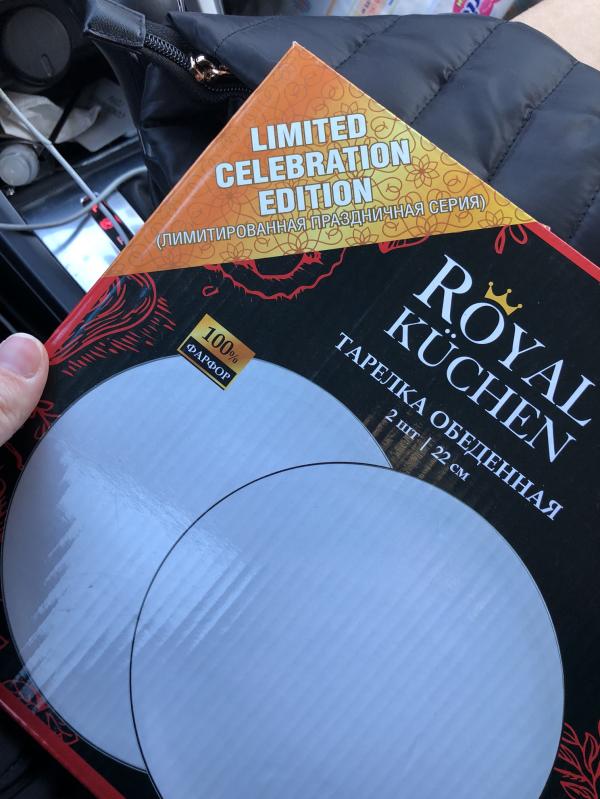 LIMITED
CELEBRATION
EDITION
(ЛИМИТИРОВАННАЯ ПРАЗДНИЧНАЯ СЕРИЯ)
ROYAL
KÜCHEN
ТАРЕЛКА ОБЕДЕННАЯ
2 шт | 22 см
100%
ФАРФОР